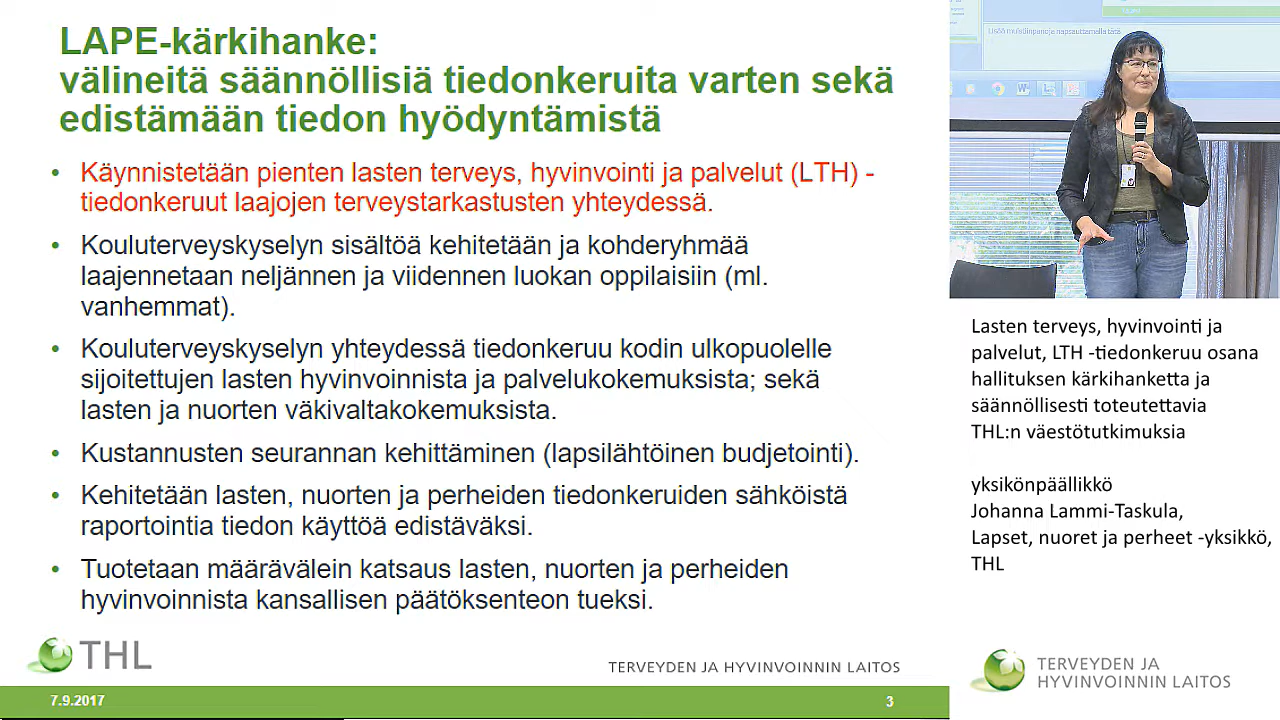 LAPE-kärkihanke:
välineitä säännöllisiä tiedonkeruita varten sekä
edistämään tiedon hyödyntämistä
• Käynnistetään pienten lasten terveys, hyvinvointi ja palvelut (LTH) -
tiedonkeruut laajojen terveystarkastusten yhteydessä.
• Kouluterveyskyselyn sisältöä kehitetään ja kohderyhmää
laajennetaan neljännen ja viidennen luokan oppilaisiin (ml.
vanhemmat).
• Kouluterveyskyselyn yhteydessä tiedonkeruu kodin ulkopuolelle
sijoitettujen lasten hyvinvoinnista ja palvelukokemuksista; sekä
lasten ja nuorten väkivaltakokemuksista.
• Kustannusten seurannan kehittäminen (lapsilähtöinen budjetointi).
• Kehitetään lasten, nuorten ja perheiden tiedonkeruiden sähköistä
raportointia tiedon käyttöä edistäväksi.
• Tuotetaan määrävälein katsaus lasten, nuorten ja perheiden
hyvinvoinnista kansallisen päätöksenteon tueksi.
THL
TERVEYDEN JA HYVINVOINNIN LAITOS
7.9.2017
3
Lisää muistiinpanoja napsauttamalla tätä
Lasten terveys, hyvinvointi ja
palvelut, LTH -tiedonkeruu osana
hallituksen kärkihanketta ja
säännöllisesti toteutettavia
THL:n väestötutkimuksia
yksikönpäällikkö
Johanna Lammi-Taskula,
Lapset, nuoret ja perheet -yksikkö,
THL
TERVEYDEN JA
HYVINVOINNIN LAITOS